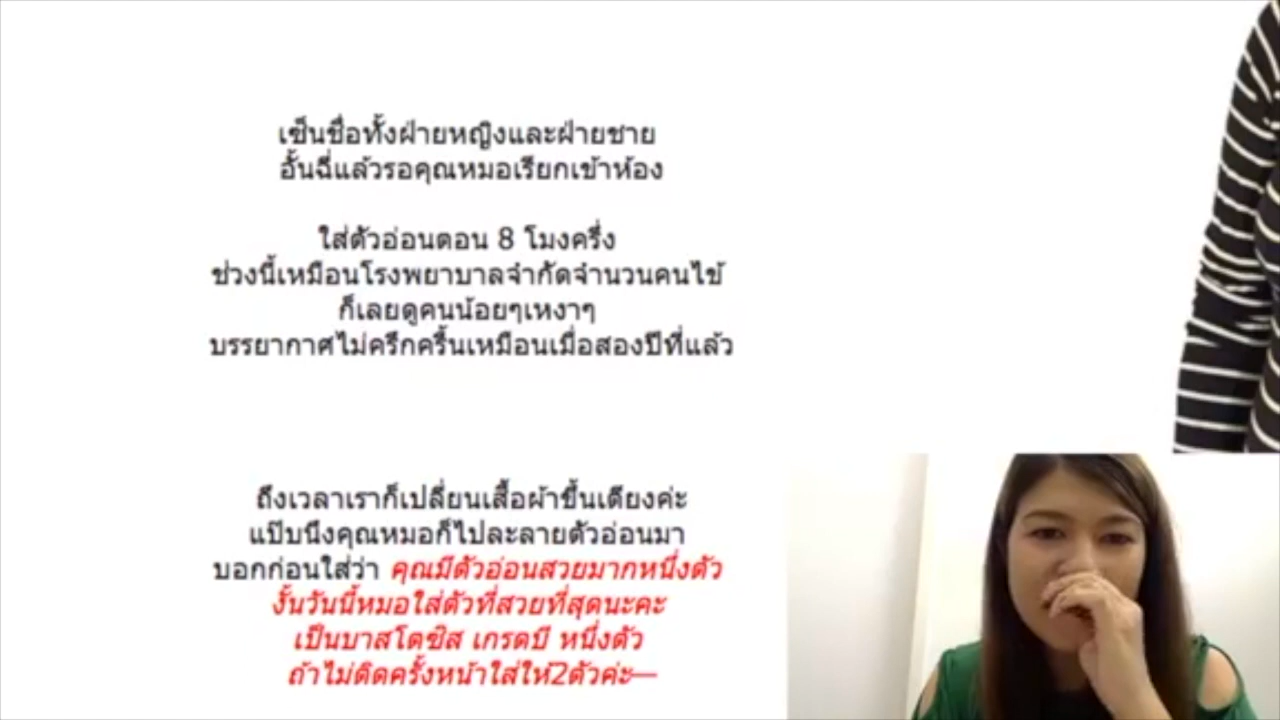 เซ็นชื่อทั้งฝ่ายหญิงและฝ่ายชาย
อั้นฉี่แล้วรอคุณหมอเรียกเข้าห้อง
ใส่ตัวอ่อนตอน 8 โมงครึ่ง
ช่วงนี้เหมือนโรงพยาบาลจำกัดจำนวนคนไข้
ก็เลยดูคนน้อยๆเหงาๆ
บรรยากาศไม่ครึกครื้นเหมือนเมื่อสองปีที่แล้ว
ถึงเวลาเราก็เปลี่ยนเสื้อผ้าขึ้นเตียงค่ะ
แป๊บนึงคุณหมอก็ไปละลายตัวอ่อนมา
บอกก่อนใส่ว่า คุณมีตัวอ่อนสวยมากหนึ่งตัว
งั้นวันนี้หมอใส่ตัวที่สวยที่สุดนะคะ
เป็นบาสโตซิส เกรดบี หนึ่งตัว
ถ้าไม่ติดครั้งหน้าใส่ให้2ตัวค่ะ—